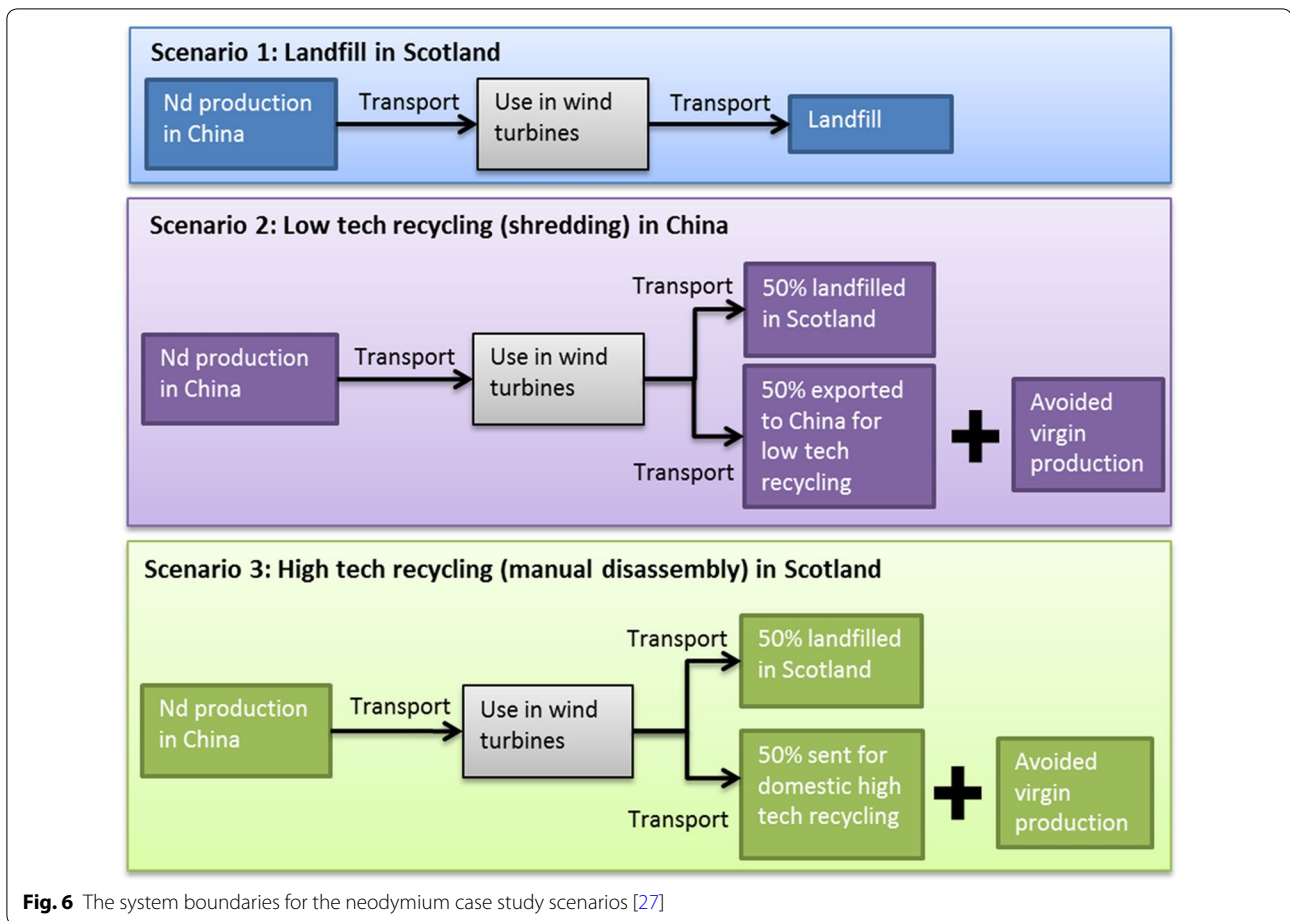 Scenario 1: Landfill in Scotland
Nd production
in China
Transport
Use in wind
turbines
Transport
Landfill
Scenario 2: Low tech recycling (shredding) in China
Nd production
in China
Transport
Use in wind
turbines
Transport
50% landfilled
in Scotland
Transport
50% exported
to China for
low tech
recycling
+
Avoided
virgin
production
Scenario 3: High tech recycling (manual disassembly) in Scotland
Nd production
in China
Transport
Use in wind
turbines
Transport
50% landfilled
in Scotland
Transport
50% sent for
domestic high
tech recycling
+
Avoided
virgin
production
Fig. 6 The system boundaries for the neodymium case study scenarios [27]